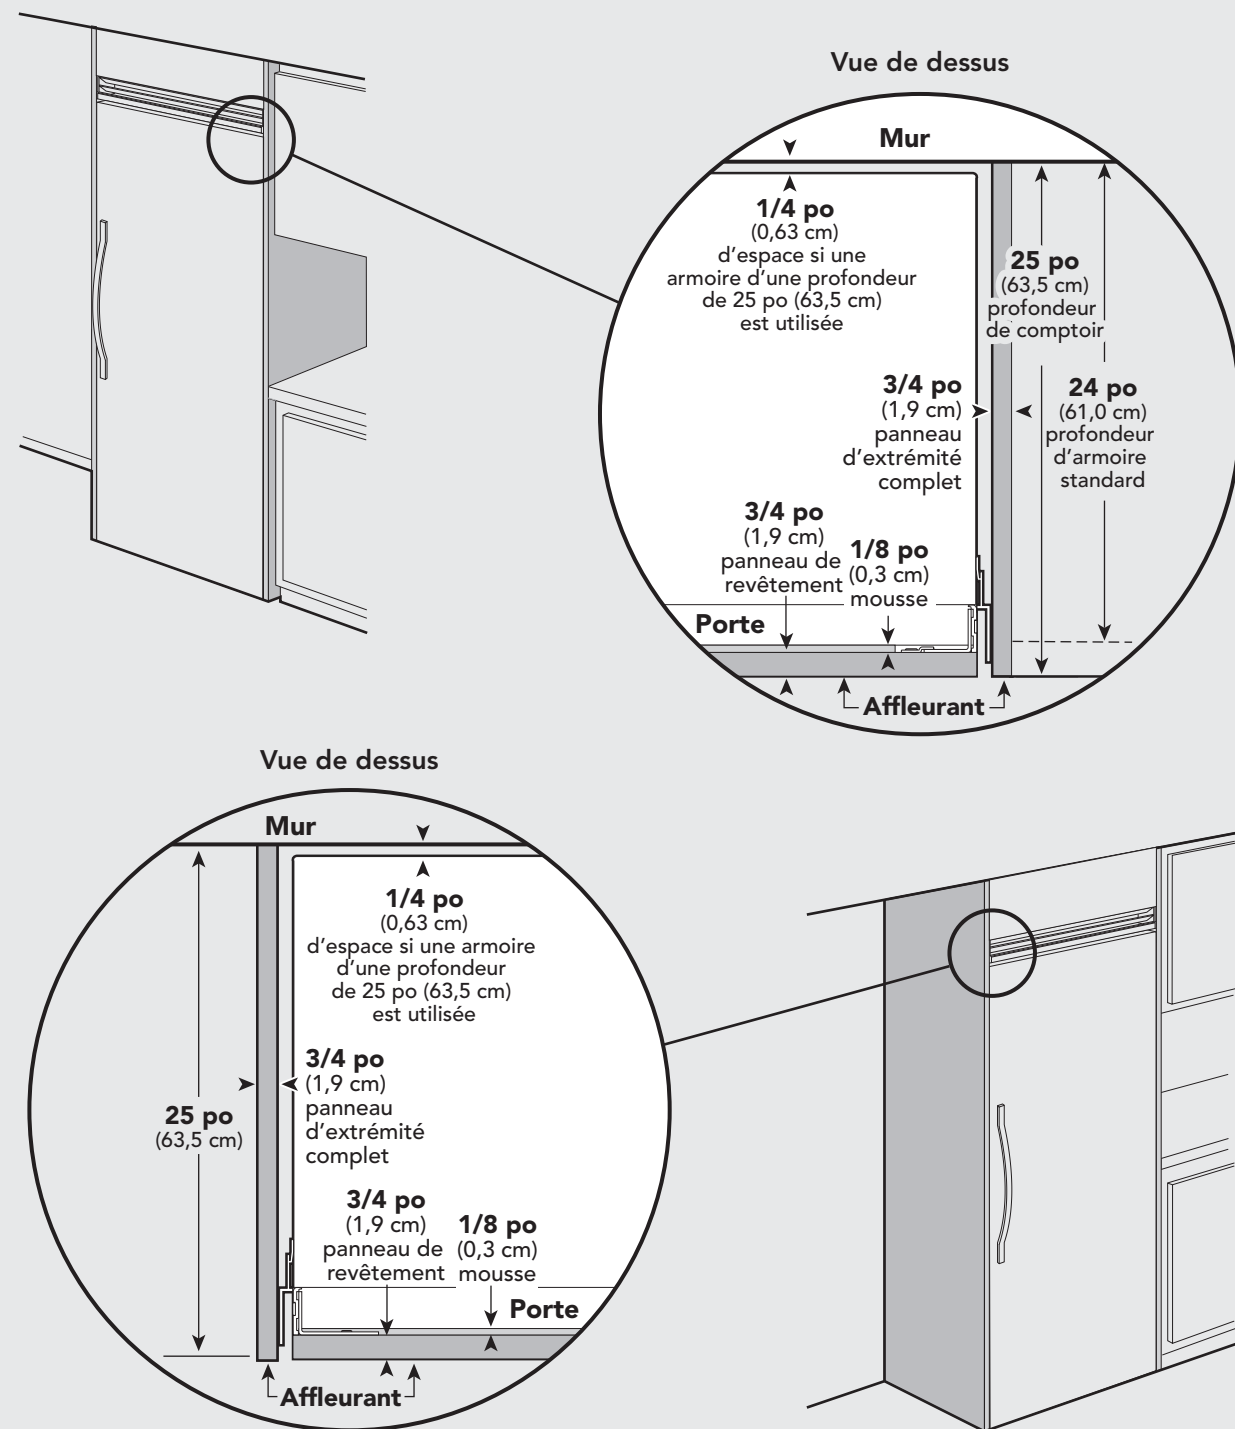 Vue de dessus
Mur
1/4 po
(0,63 cm)
d'espace si une
armoire d'une profondeur
de 25 po (63,5 cm)
est utilisée
25 po
(63,5 cm)
profondeur
de comptoir
3/4 po
(1,9 cm)
panneau
d'extrémité
complet
24 po
(61,0 cm)
profondeur
d'armoire
standard
3/4 po
(1,9 cm)
panneau de
revêtement
1/8 po
(0,3 cm)
mousse
Porte
Affleurant
Vue de dessus
Mur
1/4 po
(0,63 cm)
d'espace si une armoire
d'une profondeur
de 25 po (63,5 cm)
est utilisée
3/4 po
(1,9 cm)
panneau
d'extrémité
complet
25 po
(63,5 cm)
3/4 po
(1,9 cm)
panneau de
revêtement
1/8 po
(0,3 cm)
mousse
Porte
Affleurant